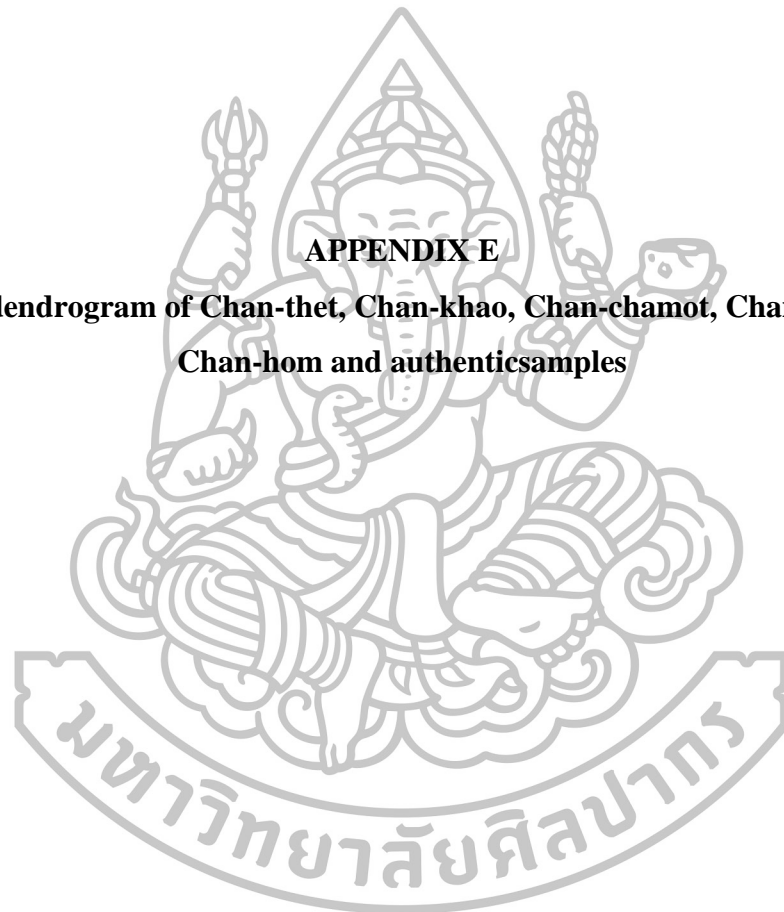 APPENDIX E
lendrogram of Chan-thet, Chan-khao, Chan-chamot, Chan
Chan-hom and authenticsamples
มหาวิทยาลัยศิลปากร